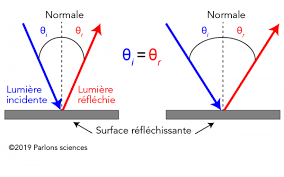 Normale
θi θr
Lumière
incidente
Lumière
réfléchie
θi = θr
Normale
θi θr
Surface réfléchissante
©2019 Parlons sciences